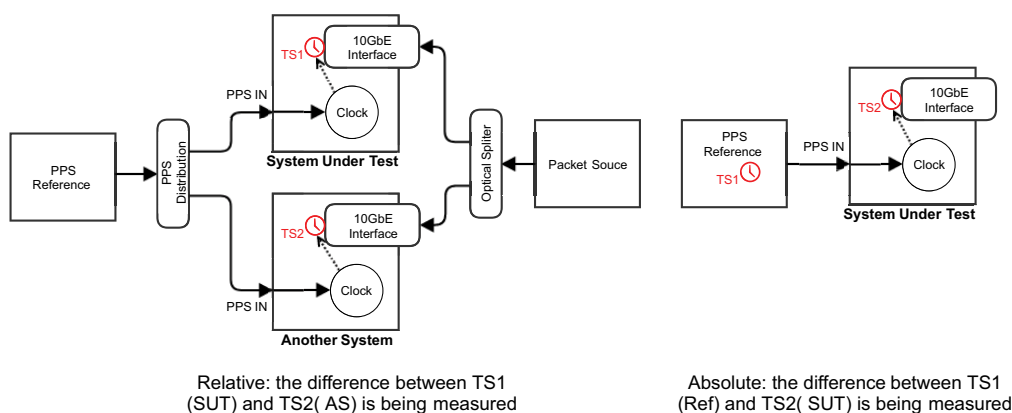 10GbE
Interface
TS1
PPS IN
Clock
System Under Test
PPS
Reference
PPS
Distribution
Optical Spliter
Packet Souce
10GbE
Interface
TS2
Clock
PPS IN
Another System
Relative: the difference between TS1
(SUT) and TS2( AS) is being measured
10GbE
Interface
TS2
PPS
Reference
TS1
PPS IN
Clock
System Under Test
Absolute: the difference between TS1
(Ref) and TS2( SUT) is being measured